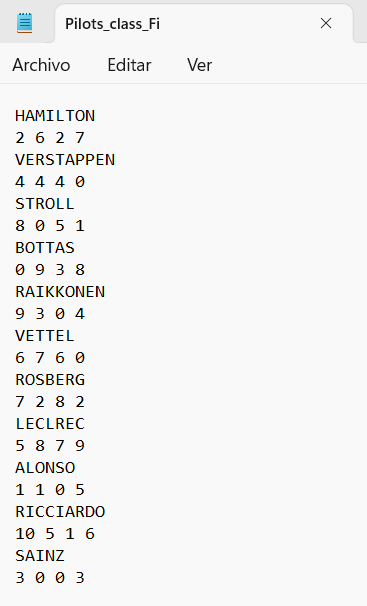 Pilots_class_Fi
Archivo Editar Ver
HAMILTON
2 6 2 7
VERSTAPPEN
4 4 4 0
STROLL
8 0 5 1
BOTTAS
0 9 3 8
RAIKKONEN
9 3 0 4
VETTEL
6 7 6 0
ROSBERG
7 2 8 2
LECLREC
5 8 7 9
ALONSO
1 1 0 5
RICCIARDO
10 5 1 6
SAINZ
3 0 0 3